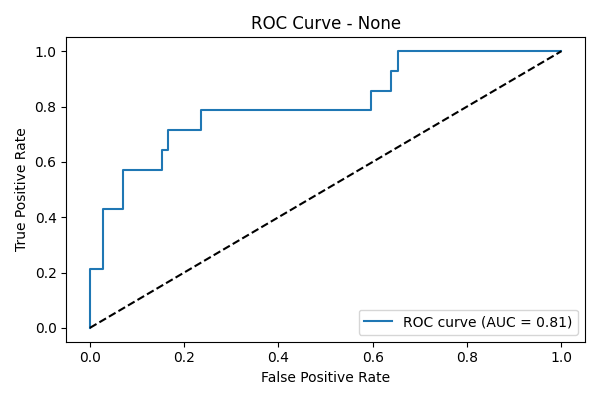 ROC Curve - None
True Positive Rate
1.0
0.8
0.6
0.4
0.2
0.0
ROC curve (AUC = 0.81)
0.0 0.2 0.4 0.6 0.8 1.0
False Positive Rate